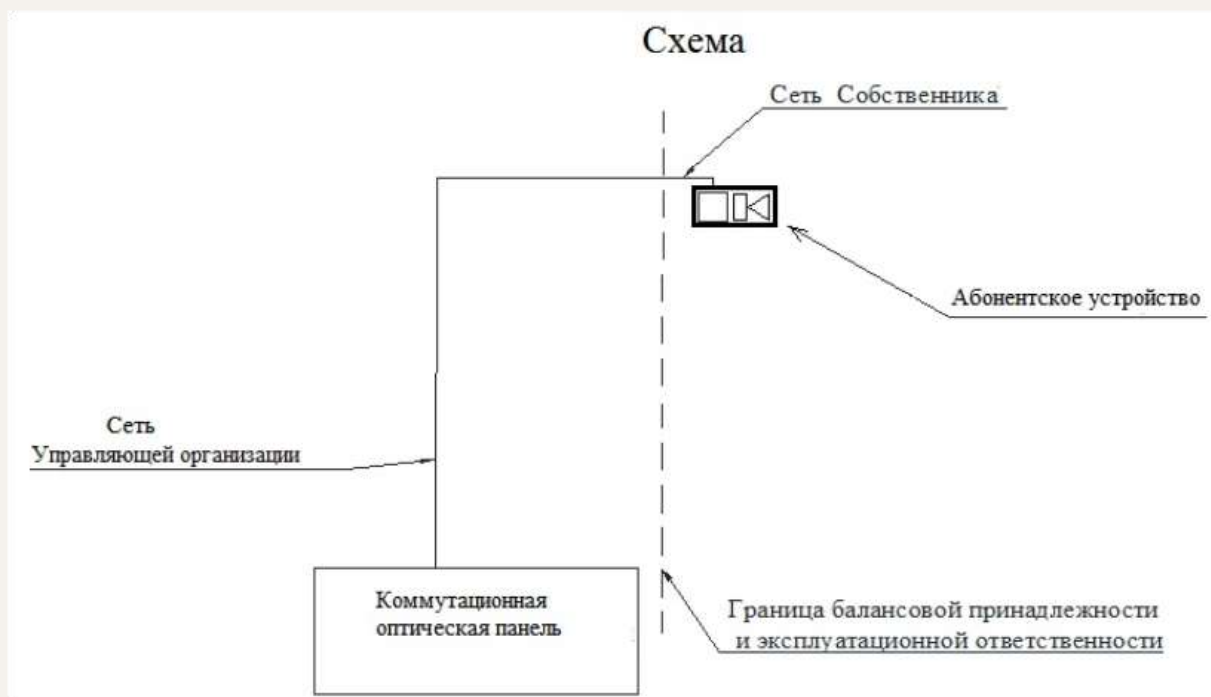 Схема
Сеть Собственника
Абонентское устройство
Сеть
Управляющей организации
Коммутационная
оптическая панель
Граница балансовой принадлежности
и эксплуатационной ответственности